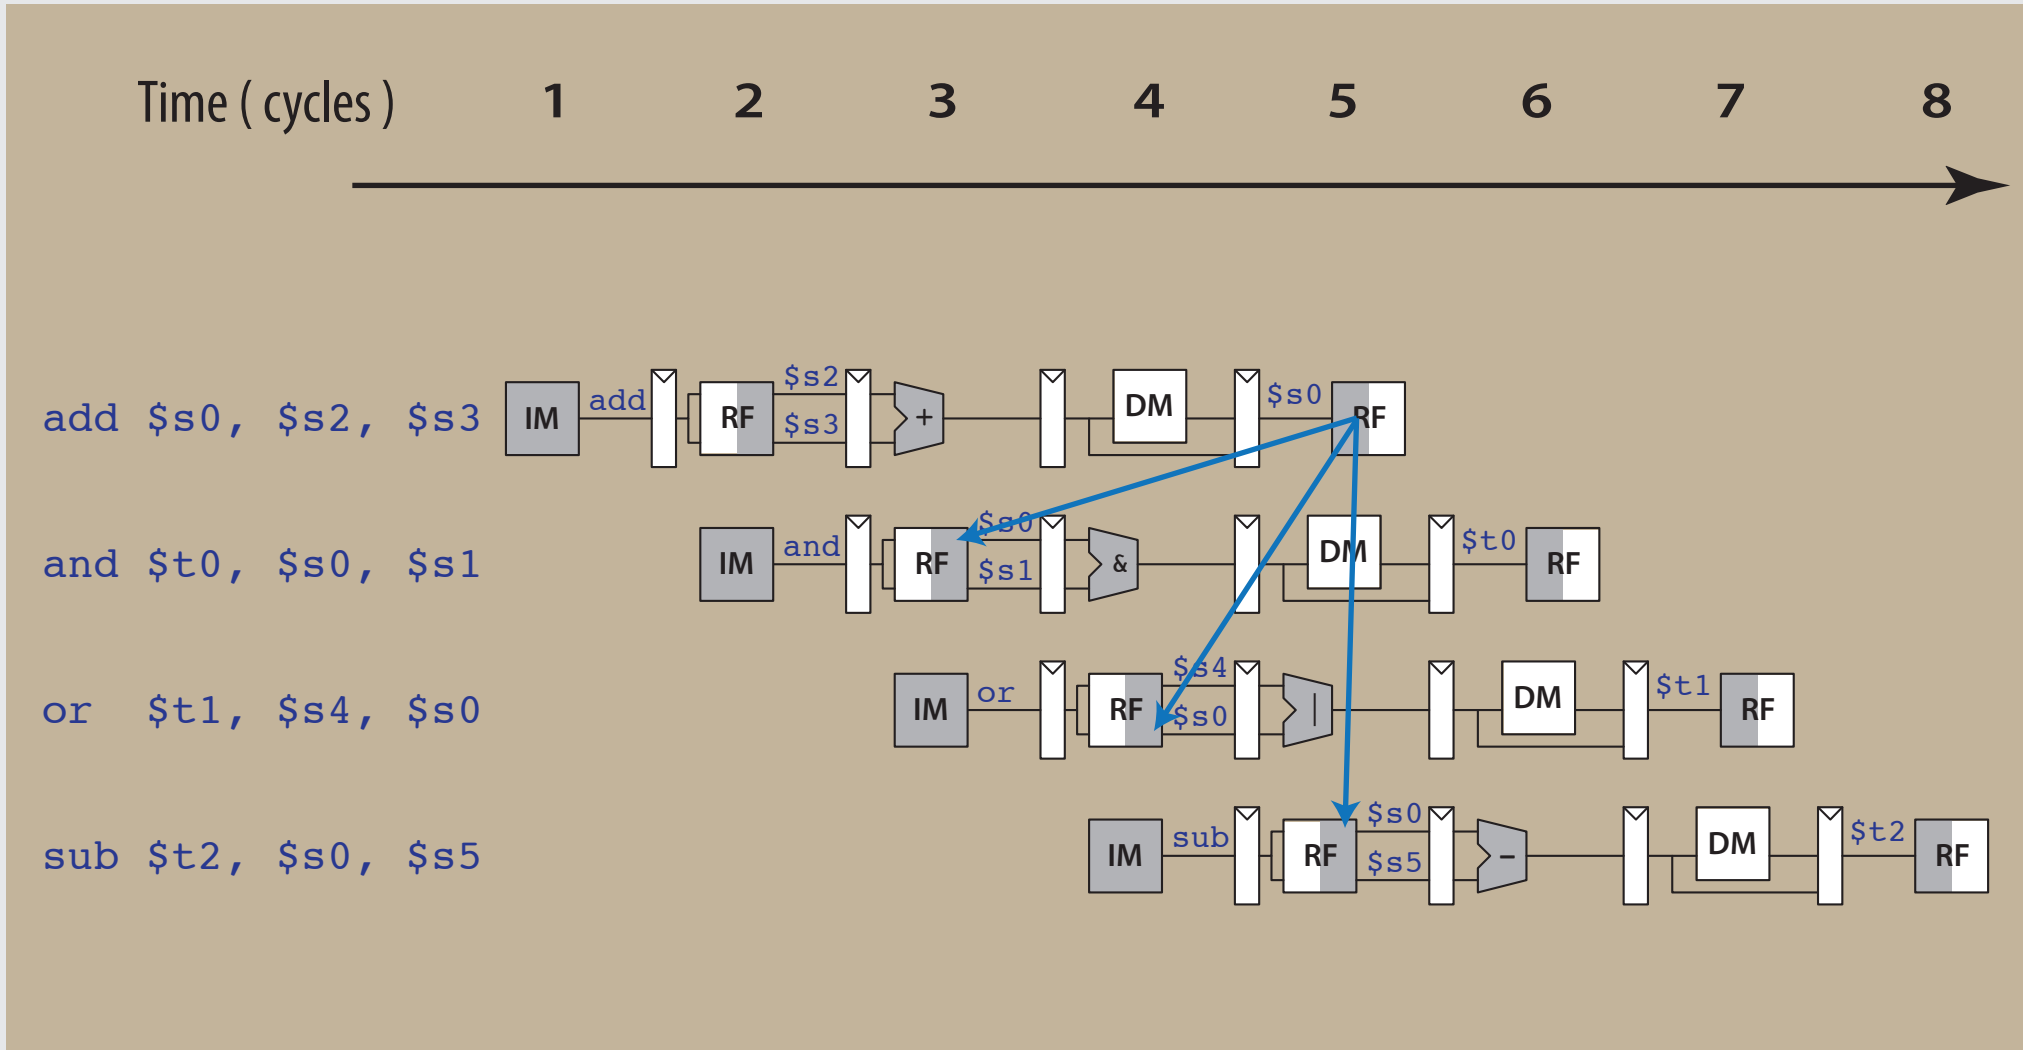 Time ( cycles ) 1 2 3 4 5 6 7 8
add $s0, $s2, $s3 IM add RF $s2 $s3 + DM $s0 RF
and $t0, $s0, $s1 IM and RF $s0 $s1 & DM $t0 RF
or $t1, $s4, $s0 IM or RF $s4 $s0 | DM $t1 RF
sub $t2, $s0, $s5 IM sub RF $s0 $s5 - DM $t2 RF